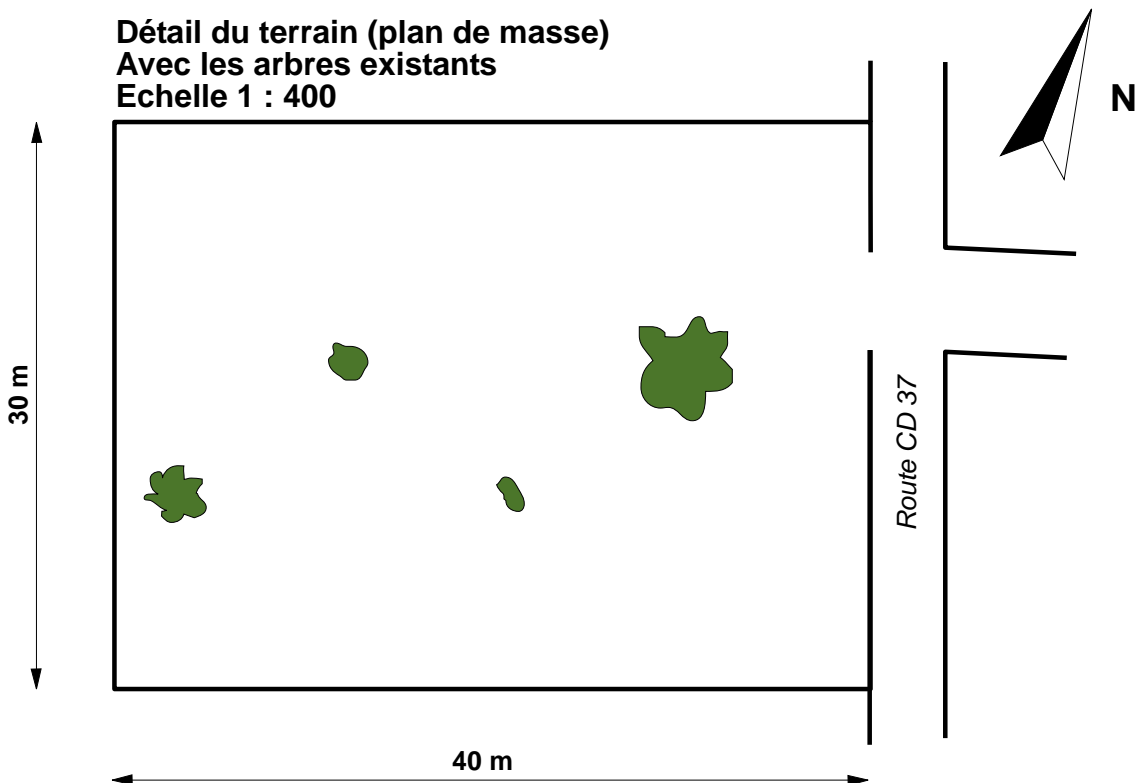 Détail du terrain (plan de masse)
Avec les arbres existants
Echelle 1 : 400
N
30 m
Route CD 37
40 m